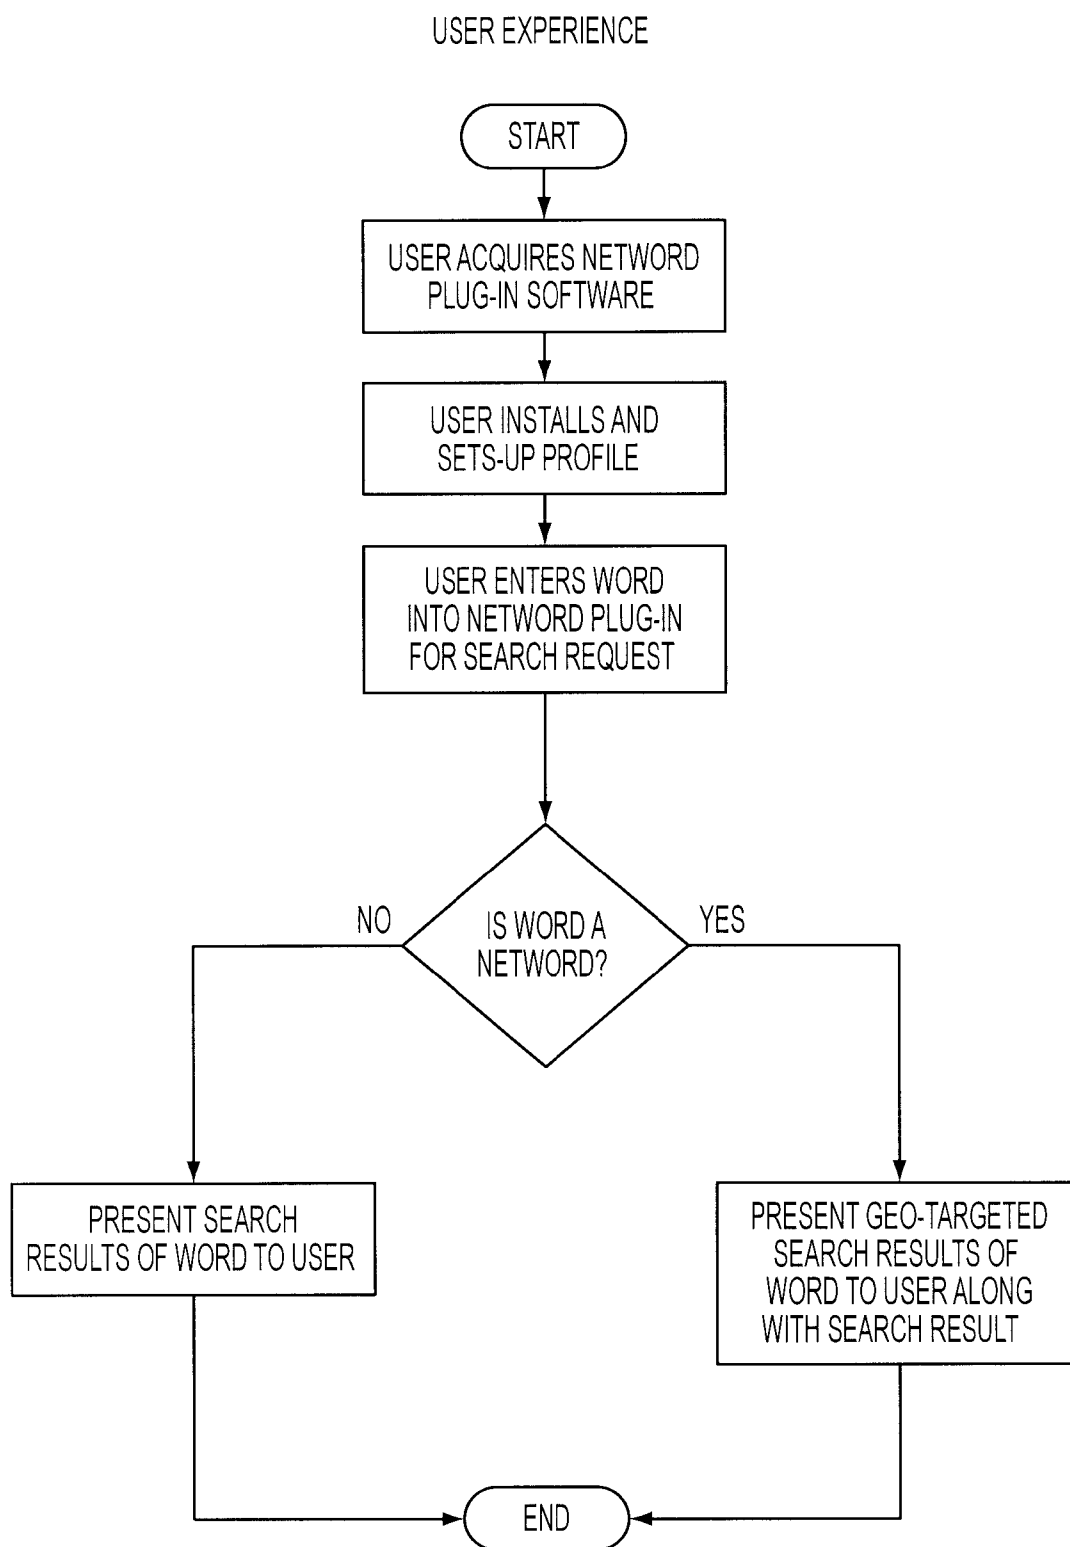 USER EXPERIENCE
START
USER ACQUIRES NETWORD
PLUG-IN SOFTWARE
USER INSTALLS AND
SETS-UP PROFILE
USER ENTERS WORD
INTO NETWORD PLUG-IN
FOR SEARCH REQUEST
IS WORD A
NETWORD?
NO
YES
PRESENT SEARCH
RESULTS OF WORD TO USER
PRESENT GEO-TARGETED
SEARCH RESULTS OF
WORD TO USER ALONG
WITH SEARCH RESULT
END